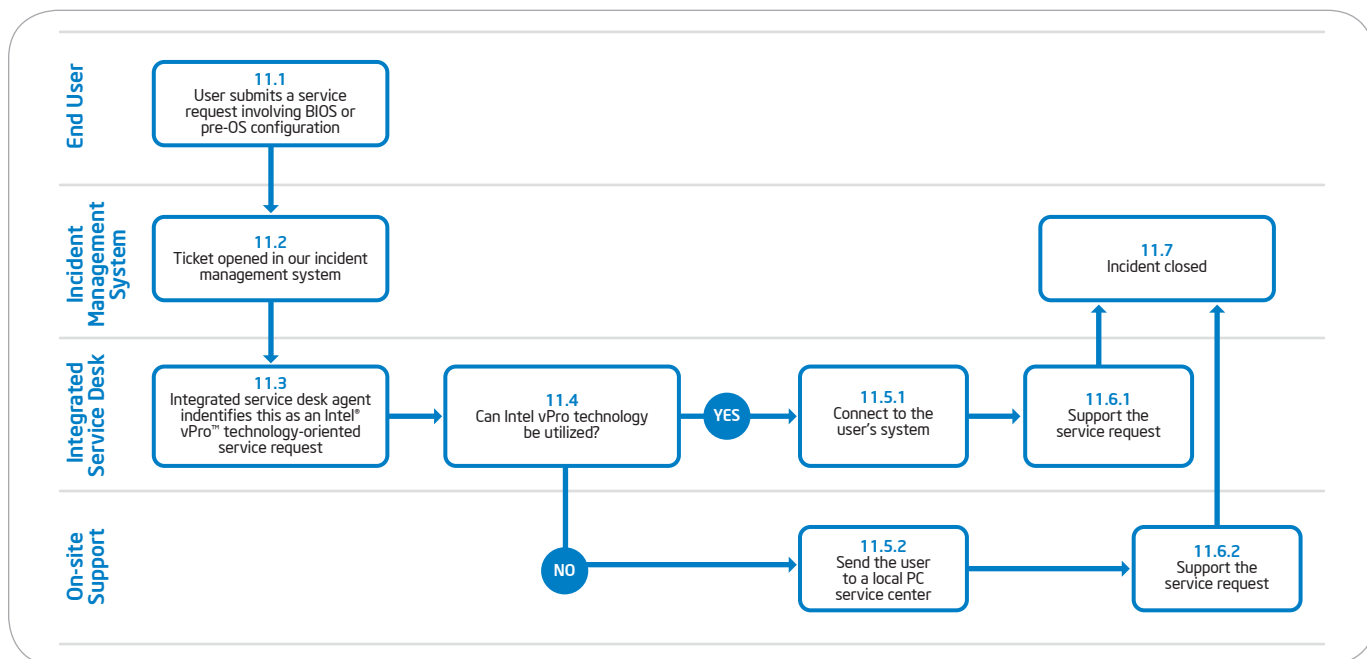 End User
11.1
User submits a service
request involving BIOS or
pre-OS configuration
Incident
Management
System
11.2
Ticket opened in our incident
management system
11.7
Incident closed
Integrated
Service Desk
11.3
Integrated service desk agent
indentifies this as an Intel®
vPro™ technology-oriented
service request
11.4
Can Intel vPro technology
be utilized?
YES
11.5.1
Connect to the
user's system
11.6.1
Support the
service request
On-site
Support
NO
11.5.2
Send the user
to a local PC
service center
11.6.2
Support the
service request